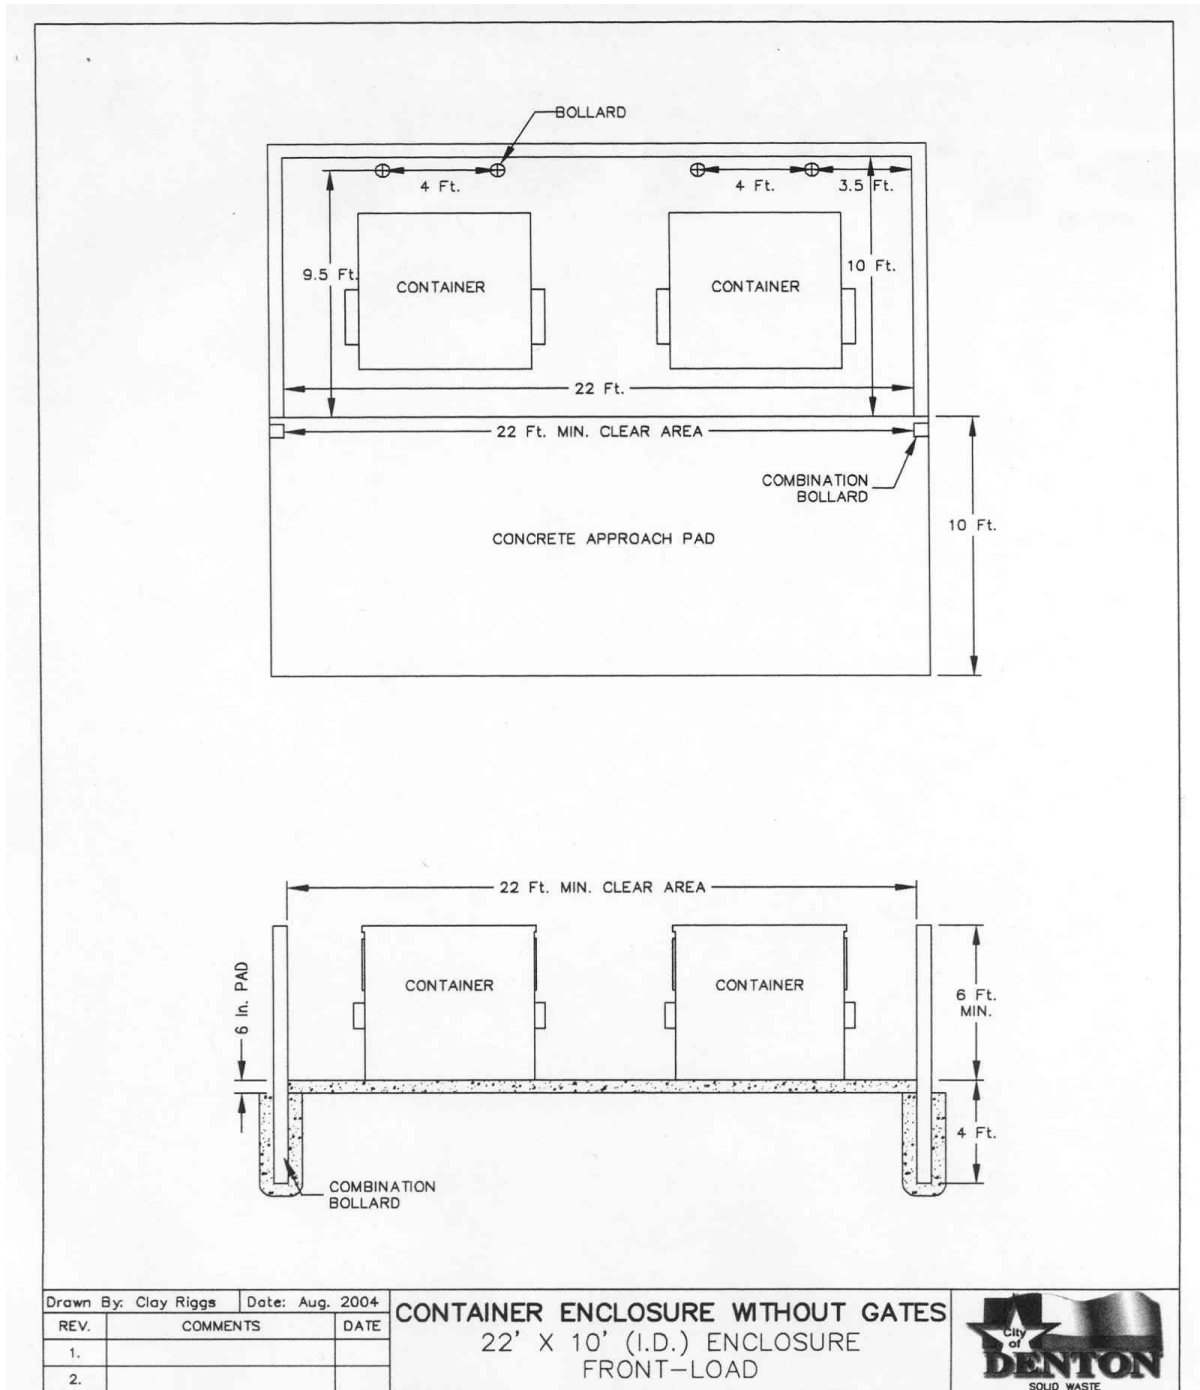 BOLLARD
4 Ft.
4 Ft.
3.5 Ft.
9.5 Ft.
CONTAINER
CONTAINER
10 Ft.
22 Ft.
22 Ft. MIN. CLEAR AREA
COMBINATION
BOLLARD
10 Ft.
CONCRETE APPROACH PAD
22 Ft. MIN. CLEAR AREA
6 In. PAD
CONTAINER
CONTAINER
6 Ft.
MIN.
4 Ft.
COMBINATION
BOLLARD
Drawn By: Clay Riggs
Date: Aug. 2004
REV.
COMMENTS
DATE
1.
2.
CONTAINER ENCLOSURE WITHOUT GATES
22' X 10' (I.D.) ENCLOSURE
FRONT-LOAD
City
of
DENTON
SOLID WASTE